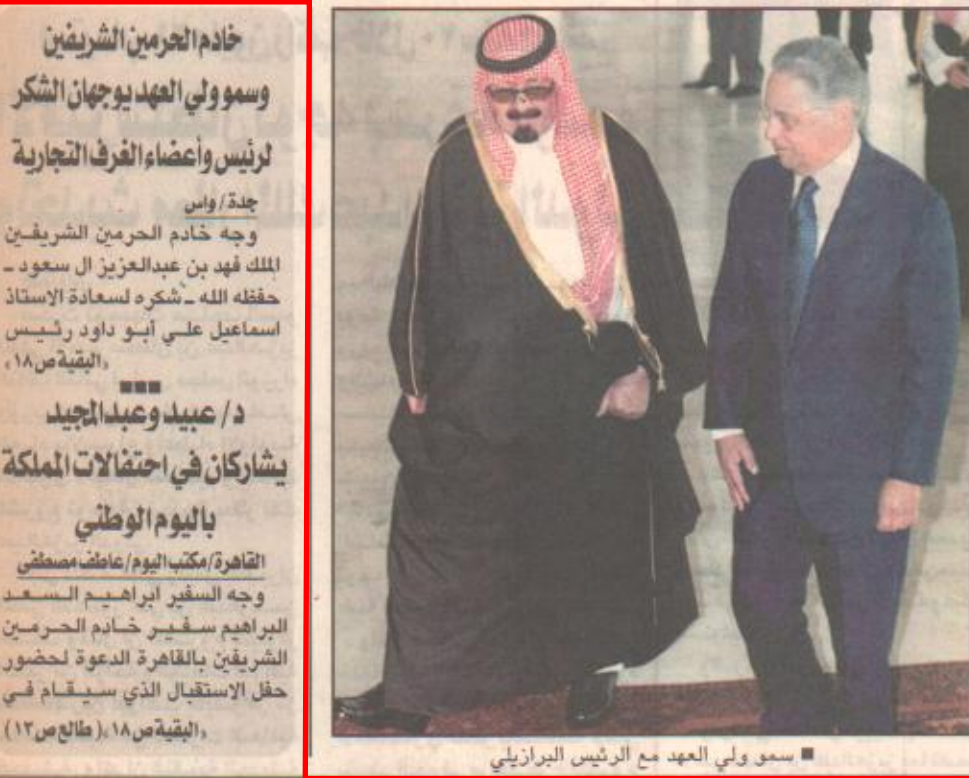 خادم الحرمين الشريفين
وسمو ولي العهد يوجهان الشكر
لرئيس وأعضاء الغرف التجارية
جدة / واس
وجه خادم الحرمين الشريفين
الملك فهد بن عبدالعزيز ال سعود ـ
حفظه الله ـ شكره لسعادة الاستاذ
اسماعيل علي أبو داود رئيس
«البقية ص ١٨»
د/ عبيد وعبدالمجيد
يشاركان في احتفالات المملكة
باليوم الوطني
القاهرة/مكتب اليوم/عاطف مصطفى
وجه السفير ابراهيم السعد
البراهيم سفير خادم الحرمين
الشريفين بالقاهرة الدعوة لحضور
حفل الاستقبال الذي سيقام في
«البقية ص ١٨» (طالع ص ١٣)
■ سمو ولي العهد مع الرئيس البرازيلي